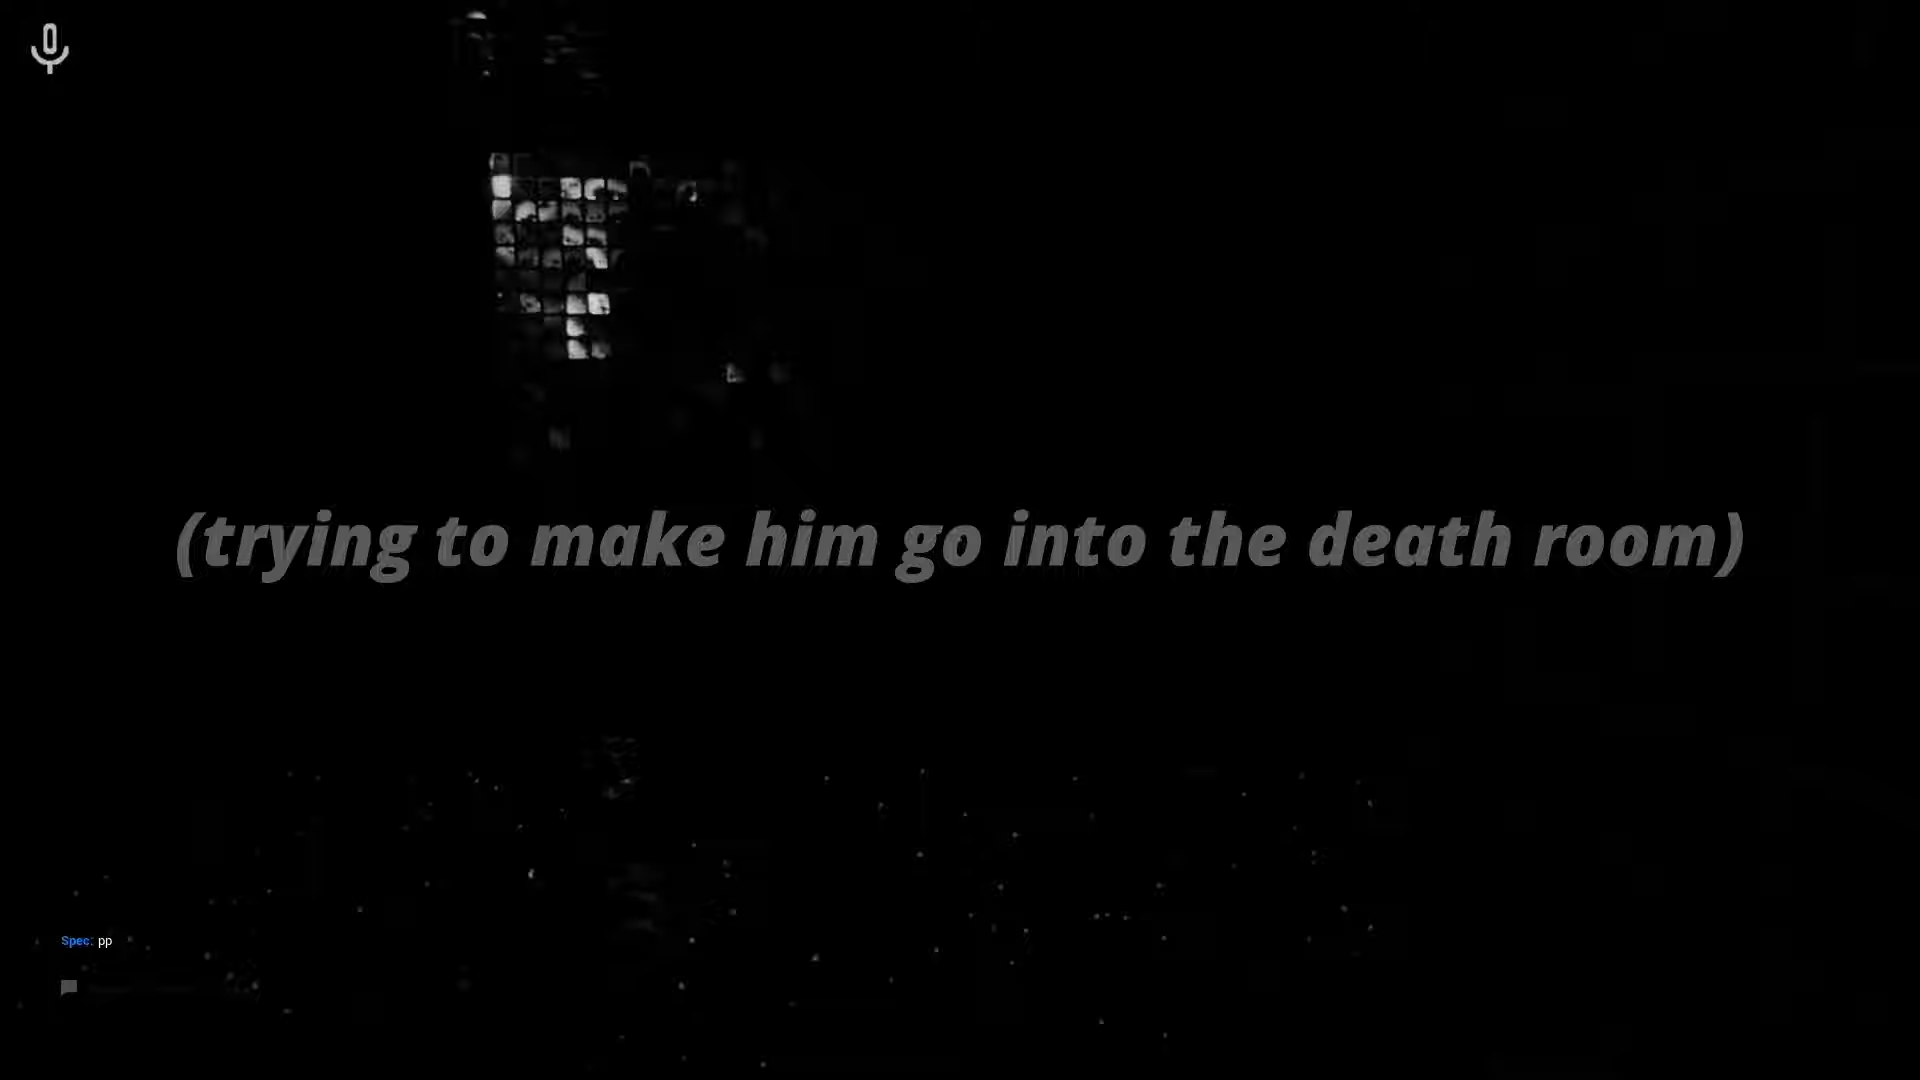 (trying to make him go into the death room)
Spec: pp